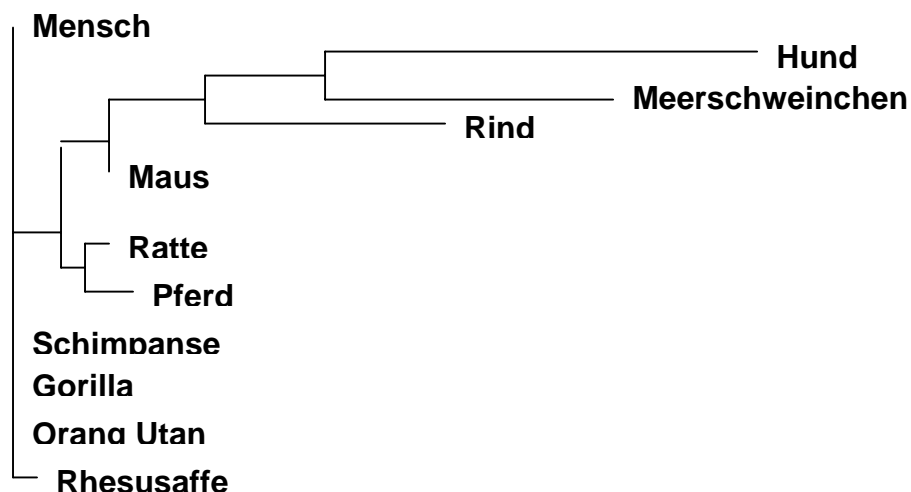 Mensch
Hund
Meerschweinchen
Rind
Maus
Ratte
Pferd
Schimpanse
Gorilla
Orang Utan
Rhesusaffe